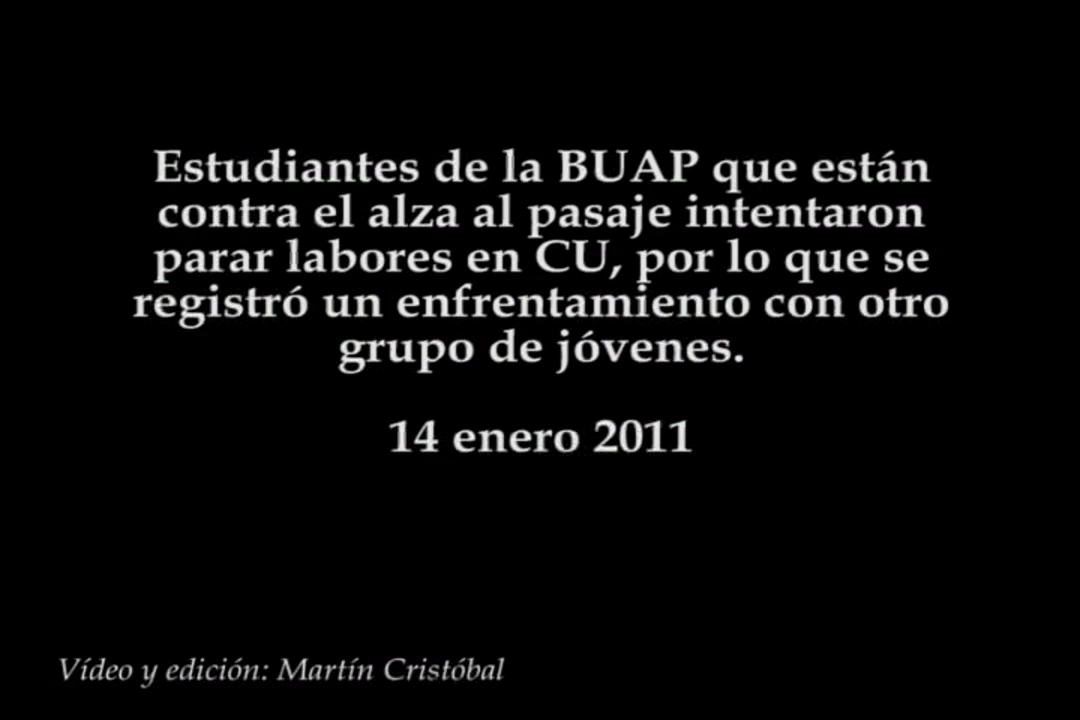 Estudiantes de la BUAP que están
contra el alza al pasaje intentaron
parar labores en CU, por lo que se
registró un enfrentamiento con otro
grupo de jóvenes.
14 enero 2011
Vídeo y edición: Martín Cristóbal